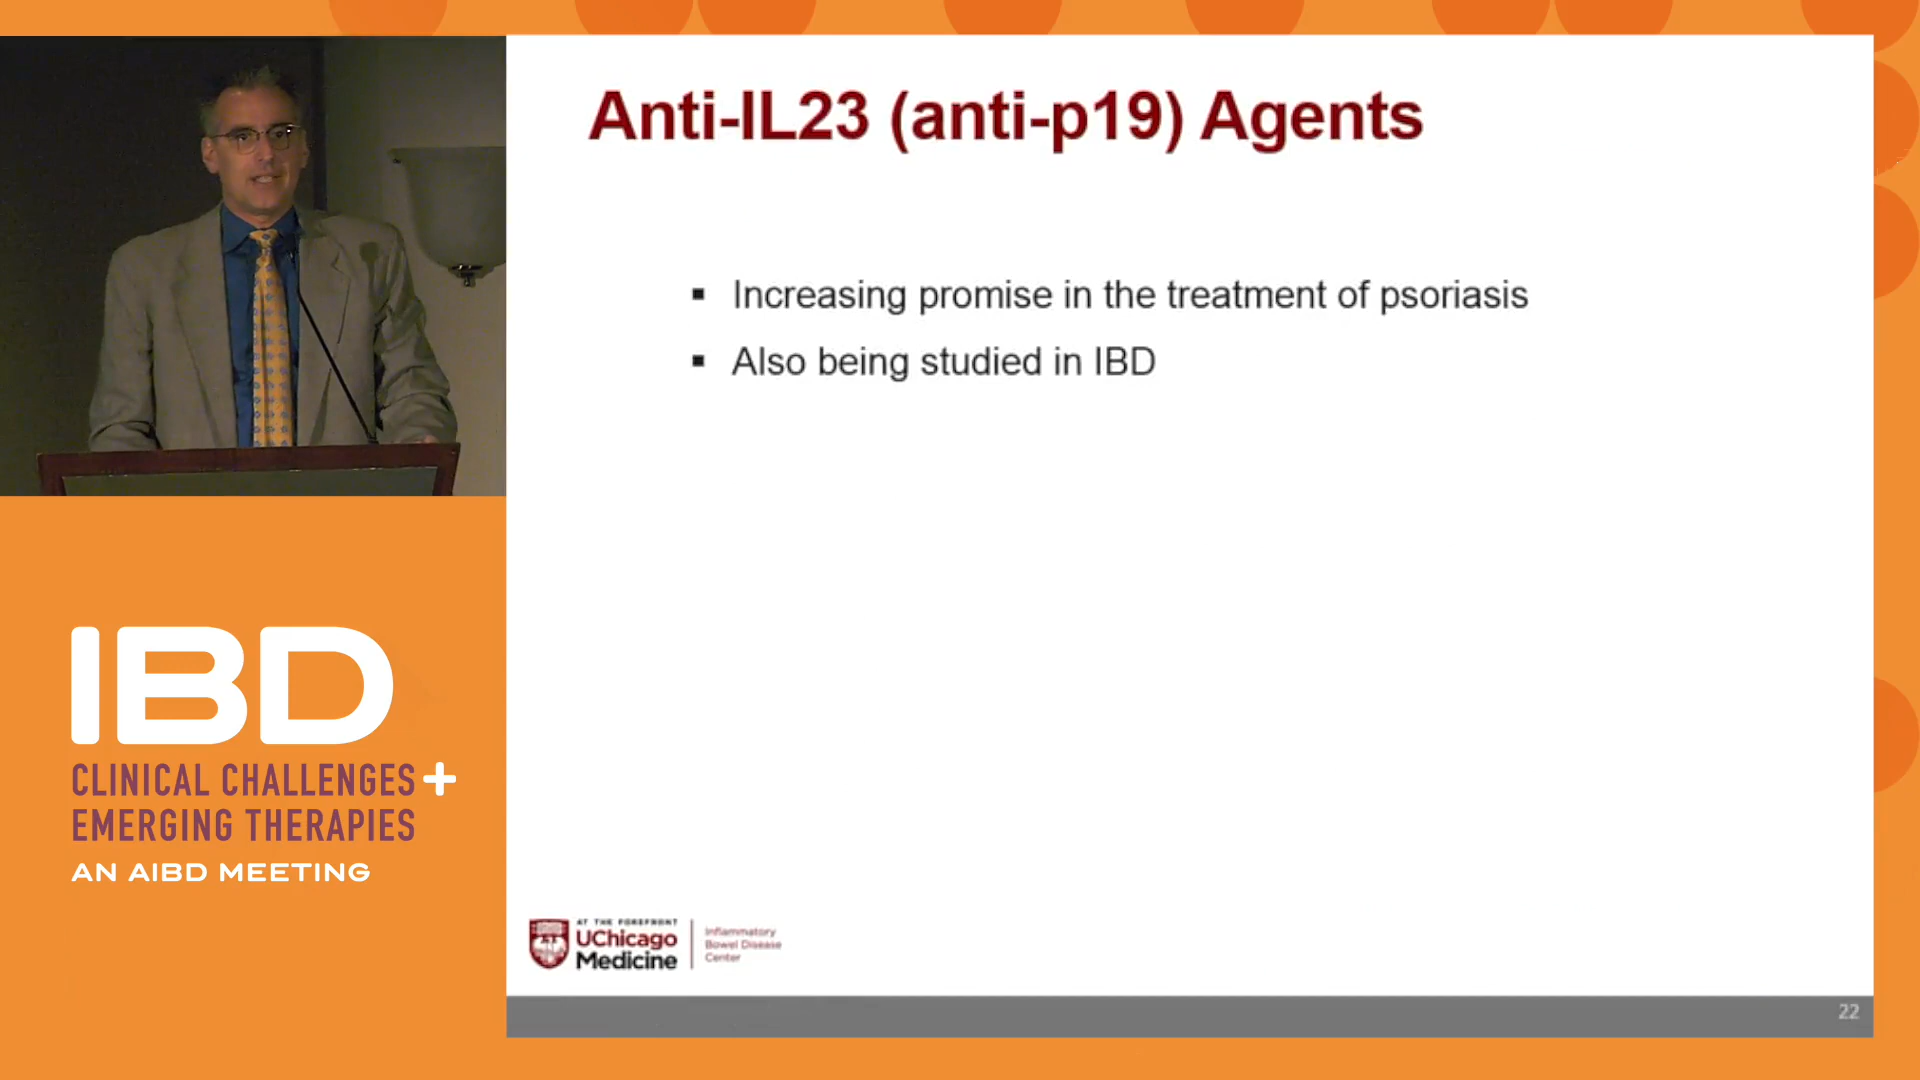 Anti-IL23 (anti-p19) Agents
▪ Increasing promise in the treatment of psoriasis
▪ Also being studied in IBD
IBD
CLINICAL CHALLENGES +
EMERGING THERAPIES
AN AIBD MEETING
AT THE FOREFRONT
UChicago
Medicine
Inflammatory
Bowel Disease
Center
22